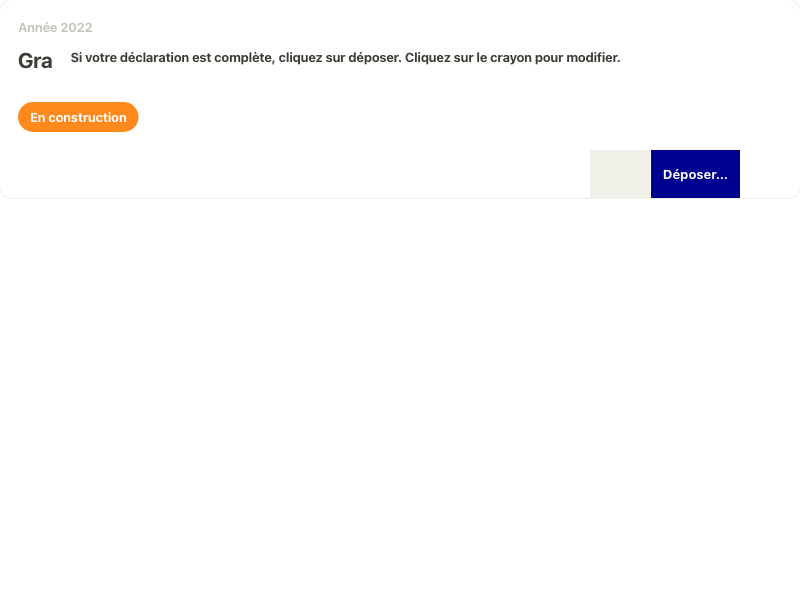 Année 2022
Gra
Si votre déclaration est complète, cliquez sur déposer. Cliquez sur le crayon pour modifier.
En construction
Déposer...